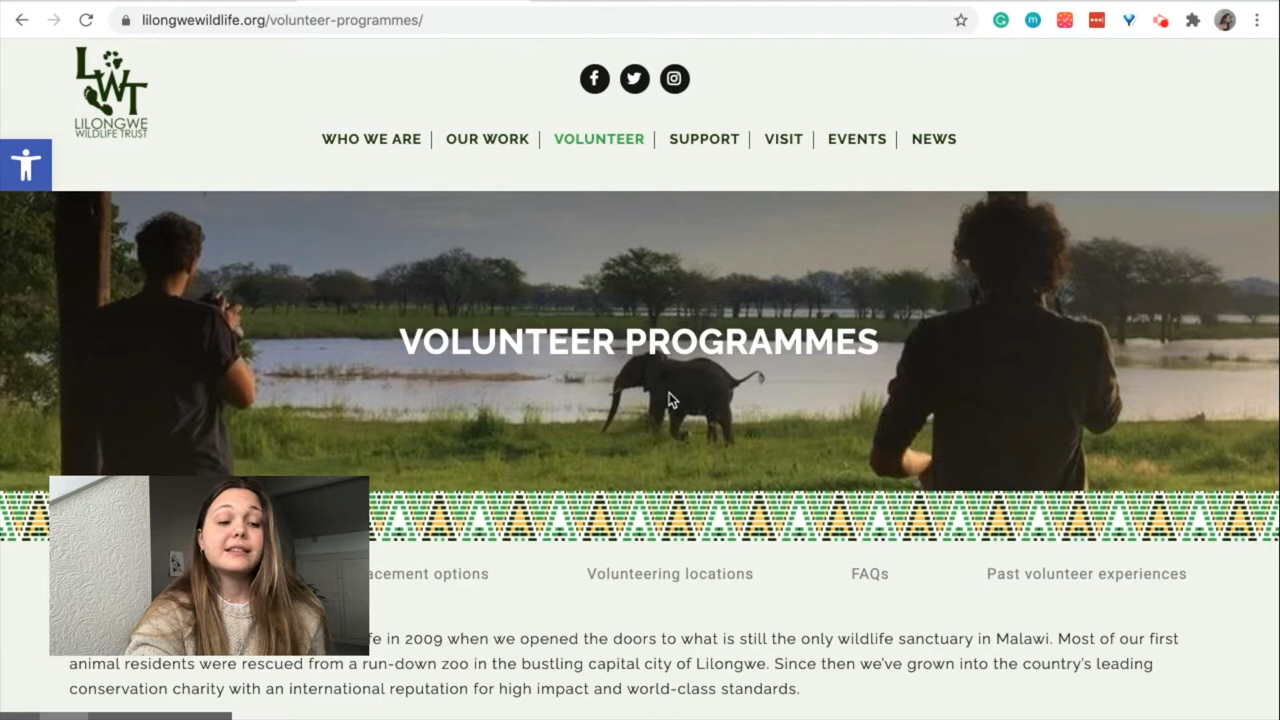 lilongwewildlife.org/volunteer-programmes/
LWT
LILONGWE
WILDLIFE TRUST
WHO WE ARE
OUR WORK
VOLUNTEER
SUPPORT
VISIT
EVENTS
NEWS
VOLUNTEER PROGRAMMES
acement options
Volunteering locations
FAQs
Past volunteer experiences
fe in 2009 when we opened the doors to what is still the only wildlife sanctuary in Malawi. Most of our first
animal residents were rescued from a run-down zoo in the bustling capital city of Lilongwe. Since then we've grown into the country's leading
conservation charity with an international reputation for high impact and world-class standards.